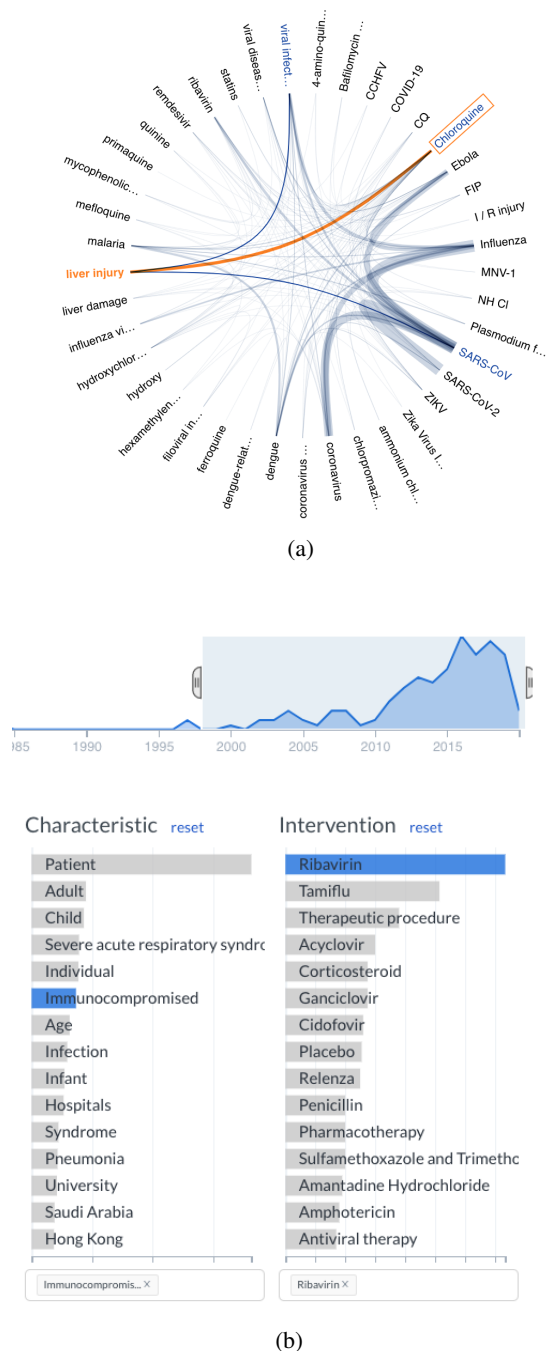 viral diseas…
viral infect…
4-amino-quin…
Bafilomycin …
CCHFV
COVID-19
CQ
Chloroquine
Ebola
FIP
I / R injury
Influenza
MNV-1
NH Cl
Plasmodium f…
SARS-CoV
SARS-CoV-2
ZIKV
Zika Virus I…
ammonium chl…
chlorpromazi…
coronavirus
coronavirus …
dengue
dengue-relat…
ferroquine
filoviral in…
hexamethylen…
hydroxy
hydroxychlor…
influenza vi…
liver damage
liver injury
malaria
mefloquine
mycophenolic…
primaquine
quinine
remdesivir
ribavirin
statins
(a)
85 1990 1995 2000 2005 2010 2015
Characteristic reset
Patient
Adult
Child
Severe acute respiratory syndro
Individual
Immunocompromised
Age
Infection
Infant
Hospitals
Syndrome
Pneumonia
University
Saudi Arabia
Hong Kong
Immunocompromis... ×
Intervention reset
Ribavirin
Tamiflu
Therapeutic procedure
Acyclovir
Corticosteroid
Ganciclovir
Cidofovir
Placebo
Relenza
Penicillin
Pharmacotherapy
Sulfamethoxazole and Trimetho
Amantadine Hydrochloride
Amphotericin
Antiviral therapy
Ribavirin ×
(b)